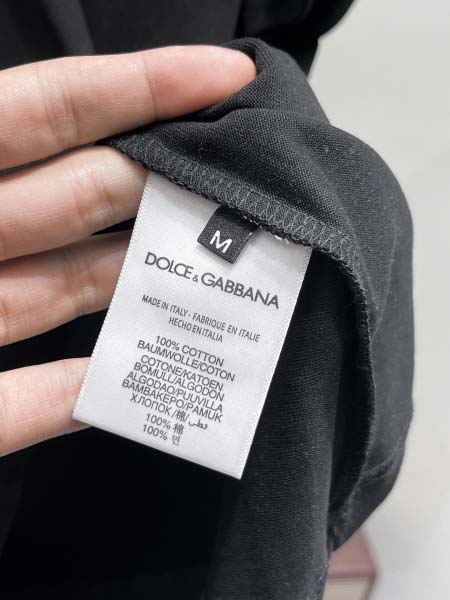 M
DOLCE & GABBANA
MADE IN ITALY - FABRIQUE EN ITALIE
HECHO EN ITALIA
100% COTTON
BAUMWOLLE/COTON
COTONE/KATOEN
BOMULL/ALGODON
ALGODAO/PUUVILLA
BAMBAKEPO/PAMUK
ХЛОПОК/棉/قطن
100% 棉
100% 면